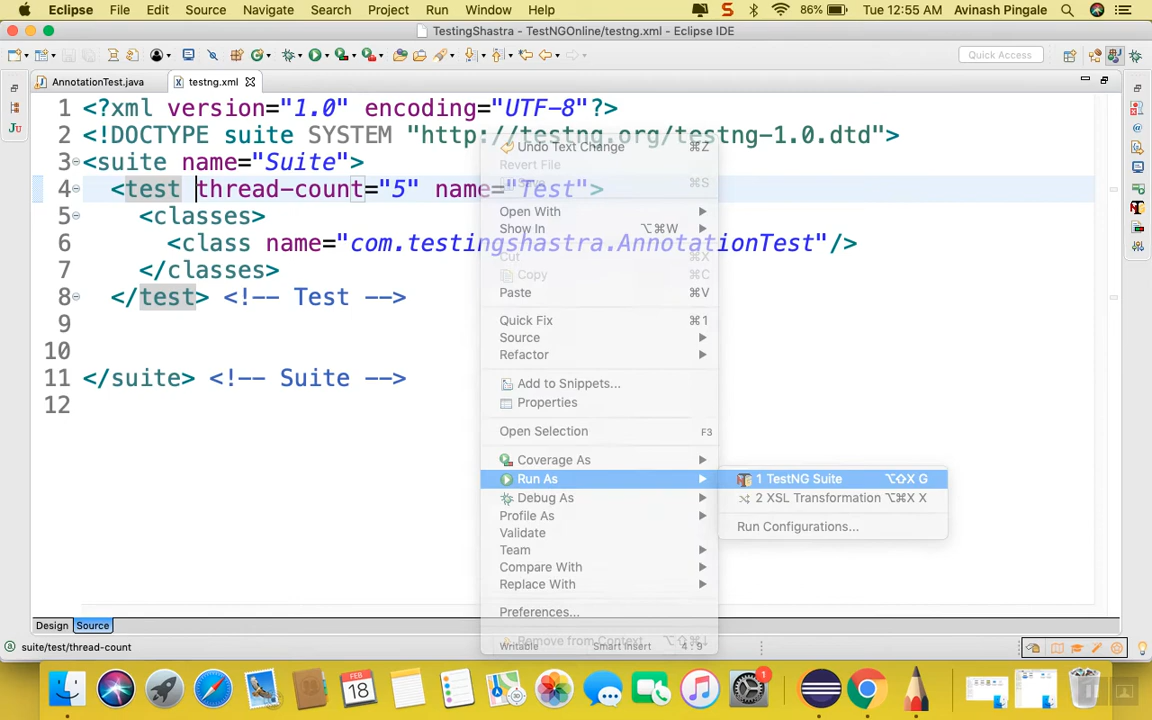 Eclipse File Edit Source Navigate Search Project Run Window Help 86% Tue 12:55 AM Avinash Pingale
TestingShastra - TestNGOnline/testng.xml - Eclipse IDE
Quick Access
AnnotationTest.java testng.xml
1 <?xml version="1.0" encoding="UTF-8"?>
2 <!DOCTYPE suite SYSTEM "http://testng.org/testng-1.0.dtd">
3 <suite name="Suite">
4 <test thread-count="5" name="Test">
5 <classes>
6 <class name="com.testingshastra.AnnotationTest"/>
7 </classes>
8 </test> <!-- Test -->
9
10
11 </suite> <!-- Suite -->
12
Undo Text Change ⌘Z
Revert File
Save ⌘S
Open With
Show In ⌥⌘W
Cut ⌘X
Copy ⌘C
Paste ⌘V
Quick Fix ⌘1
Source
Refactor
Add to Snippets...
Properties
Open Selection F3
Coverage As
Run As
Debug As
Profile As
Validate
Team
Compare With
Replace With
Preferences...
Remove from Context ⌥⇧⌘↓
1 TestNG Suite ⌥⇧X G
2 XSL Transformation ⌥⌘X X
Run Configurations...
Design Source
suite/test/thread-count Writable Smart Insert 4 : 9
FEB
18
1